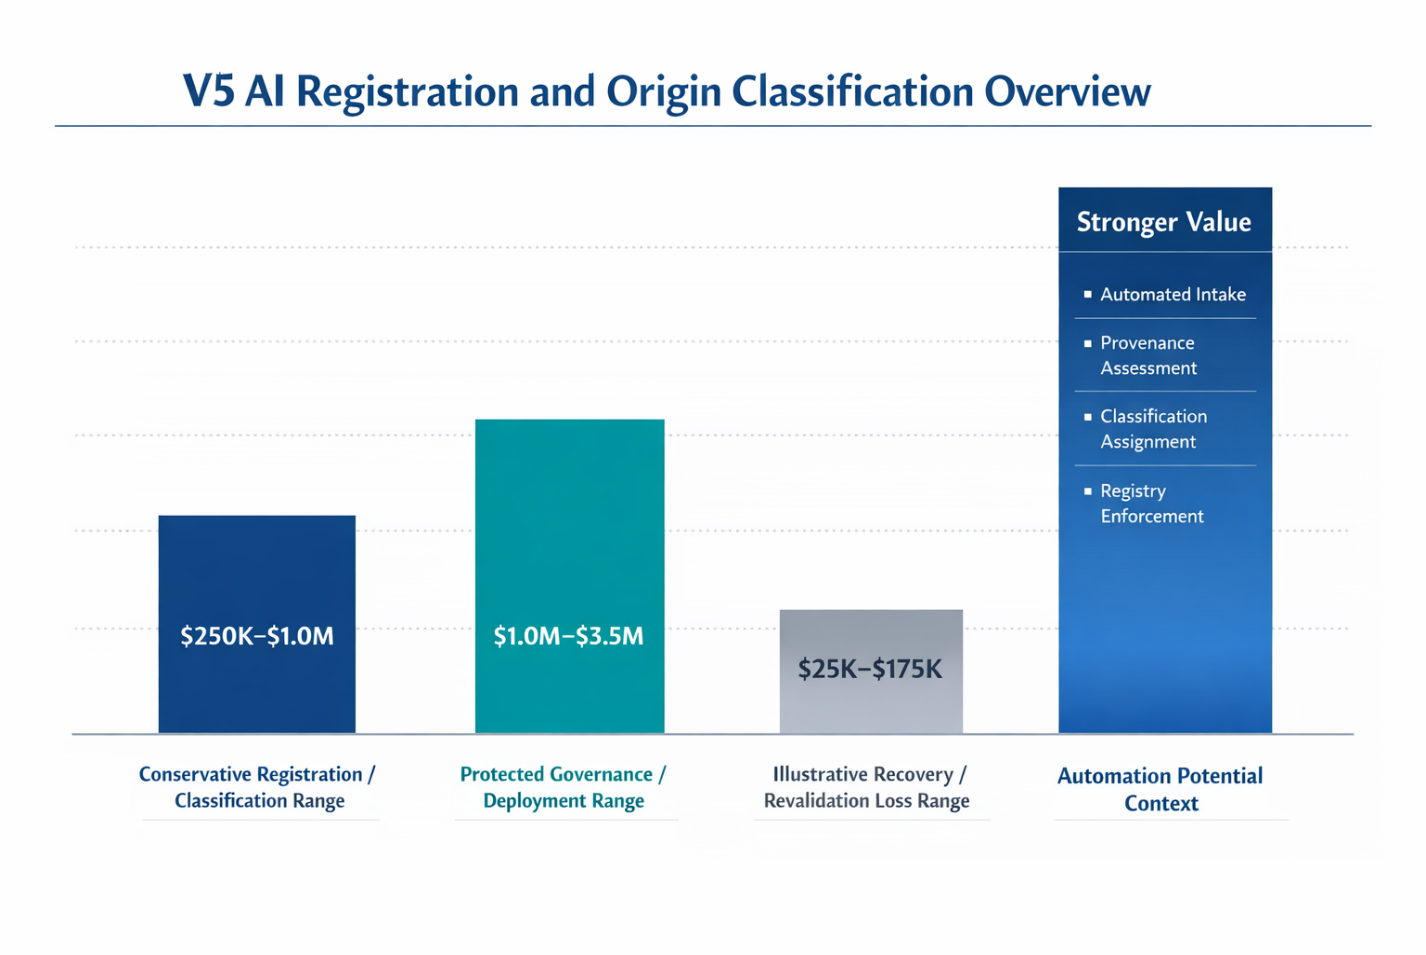 V5 AI Registration and Origin Classification Overview
Stronger Value
▪ Automated Intake
▪ Provenance
Assessment
▪ Classification
Assignment
▪ Registry
Enforcement
$250K–$1.0M
$1.0M–$3.5M
$25K–$175K
Conservative Registration /
Classification Range
Protected Governance /
Deployment Range
Illustrative Recovery /
Revalidation Loss Range
Automation Potential
Context